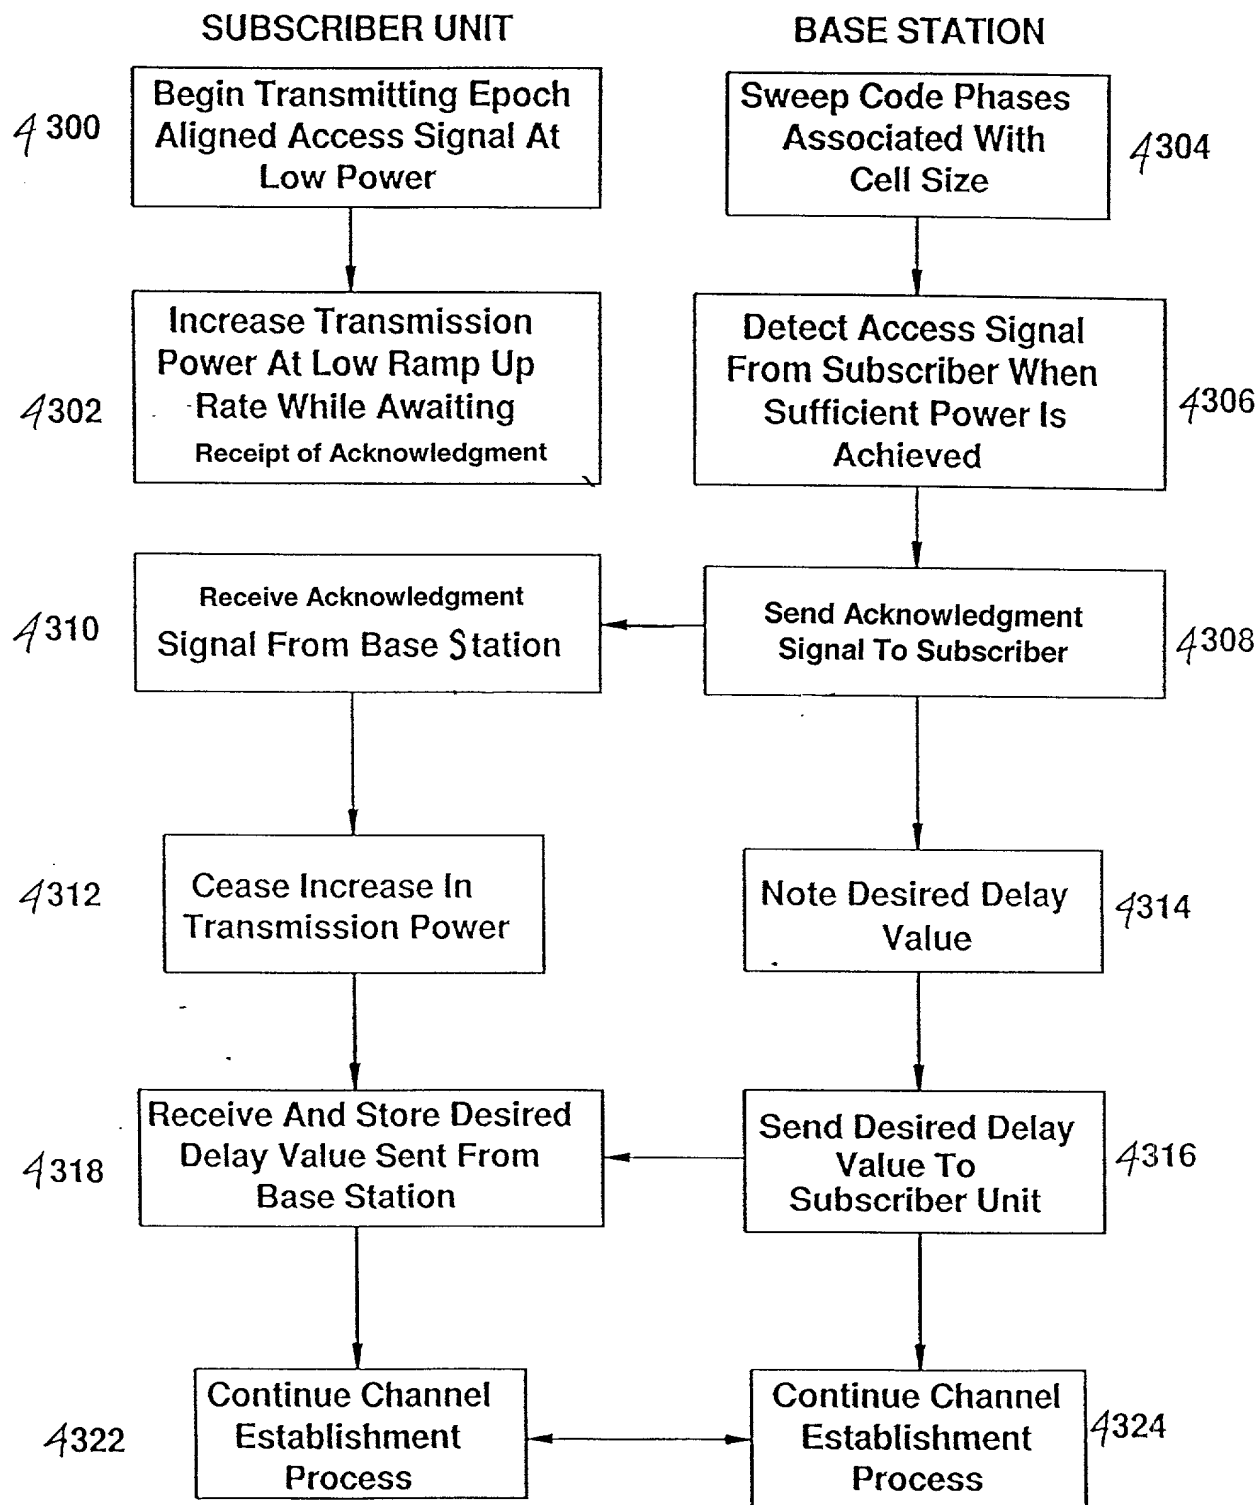 SUBSCRIBER UNIT
BASE STATION
4300
Begin Transmitting Epoch
Aligned Access Signal At
Low Power
Sweep Code Phases
Associated With
Cell Size
4304
4302
Increase Transmission
Power At Low Ramp Up
Rate While Awaiting
Receipt of Acknowledgment
Detect Access Signal
From Subscriber When
Sufficient Power Is
Achieved
4306
4310
Receive Acknowledgment
Signal From Base Station
Send Acknowledgment
Signal To Subscriber
4308
4312
Cease Increase In
Transmission Power
Note Desired Delay
Value
4314
4318
Receive And Store Desired
Delay Value Sent From
Base Station
Send Desired Delay
Value To
Subscriber Unit
4316
4322
Continue Channel
Establishment
Process
Continue Channel
Establishment
Process
4324